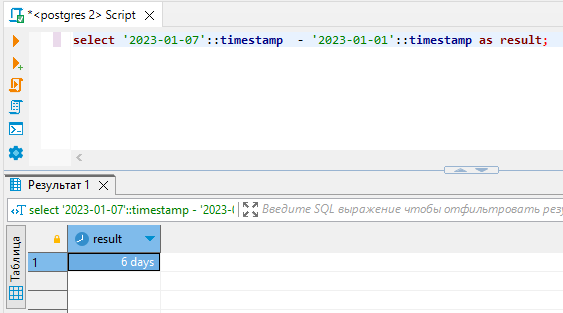 *<postgres 2> Script
select '2023-01-07'::timestamp  - '2023-01-01'::timestamp as result;
Результат 1
select '2023-01-07'::timestamp - '2023-0
Введите SQL выражение чтобы отфильтровать резу
Таблица
result
1
6 days